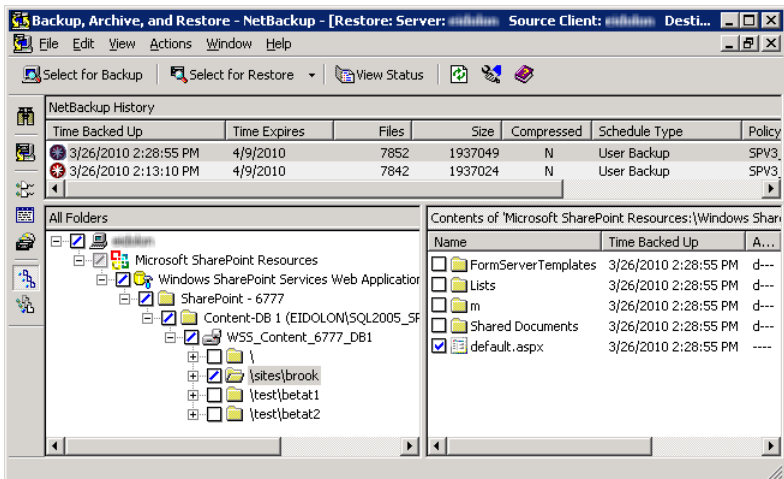 Backup, Archive, and Restore - NetBackup - [Restore: Server: Source Client: Desti...
File Edit View Actions Window Help
Select for Backup Select for Restore View Status
NetBackup History
Time Backed Up Time Expires Files Size Compressed Schedule Type Policy
3/26/2010 2:28:55 PM 4/9/2010 7852 1937049 N User Backup SPV3_
3/26/2010 2:13:10 PM 4/9/2010 7842 1937024 N User Backup SPV3_
All Folders
Microsoft SharePoint Resources
Windows SharePoint Services Web Application
SharePoint - 6777
Content-DB 1 (EIDOLON\SQL2005_SF
WSS_Content_6777_DB1
\
\sites\brook
\test\betat1
\test\betat2
Contents of 'Microsoft SharePoint Resources:\Windows Share
Name Time Backed Up A...
FormServerTemplates 3/26/2010 2:28:55 PM d---
Lists 3/26/2010 2:28:55 PM d---
m 3/26/2010 2:28:55 PM d---
Shared Documents 3/26/2010 2:28:55 PM d---
default.aspx 3/26/2010 2:28:55 PM ----